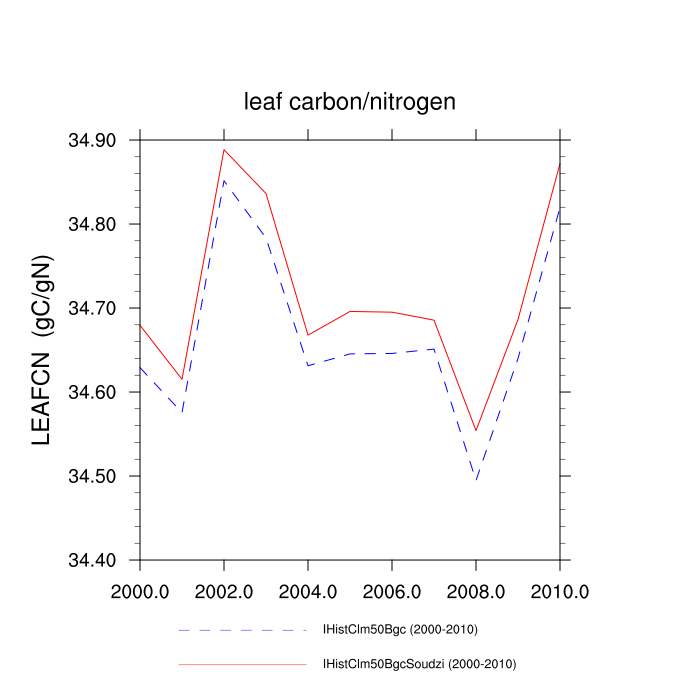 leaf carbon/nitrogen
LEAFCN (gC/gN)
34.90
34.80
34.70
34.60
34.50
34.40
2000.0 2002.0 2004.0 2006.0 2008.0 2010.0
IHistClm50Bgc (2000-2010)
IHistClm50BgcSoudzi (2000-2010)